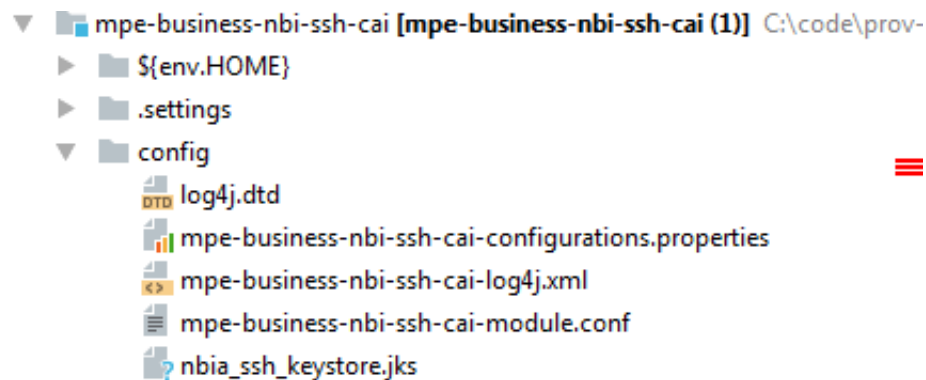 mpe-business-nbi-ssh-cai [mpe-business-nbi-ssh-cai (1)] C:\code\prov-
${env.HOME}
.settings
config
DTD log4j.dtd
mpe-business-nbi-ssh-cai-configurations.properties
<> mpe-business-nbi-ssh-cai-log4j.xml
mpe-business-nbi-ssh-cai-module.conf
? nbia_ssh_keystore.jks